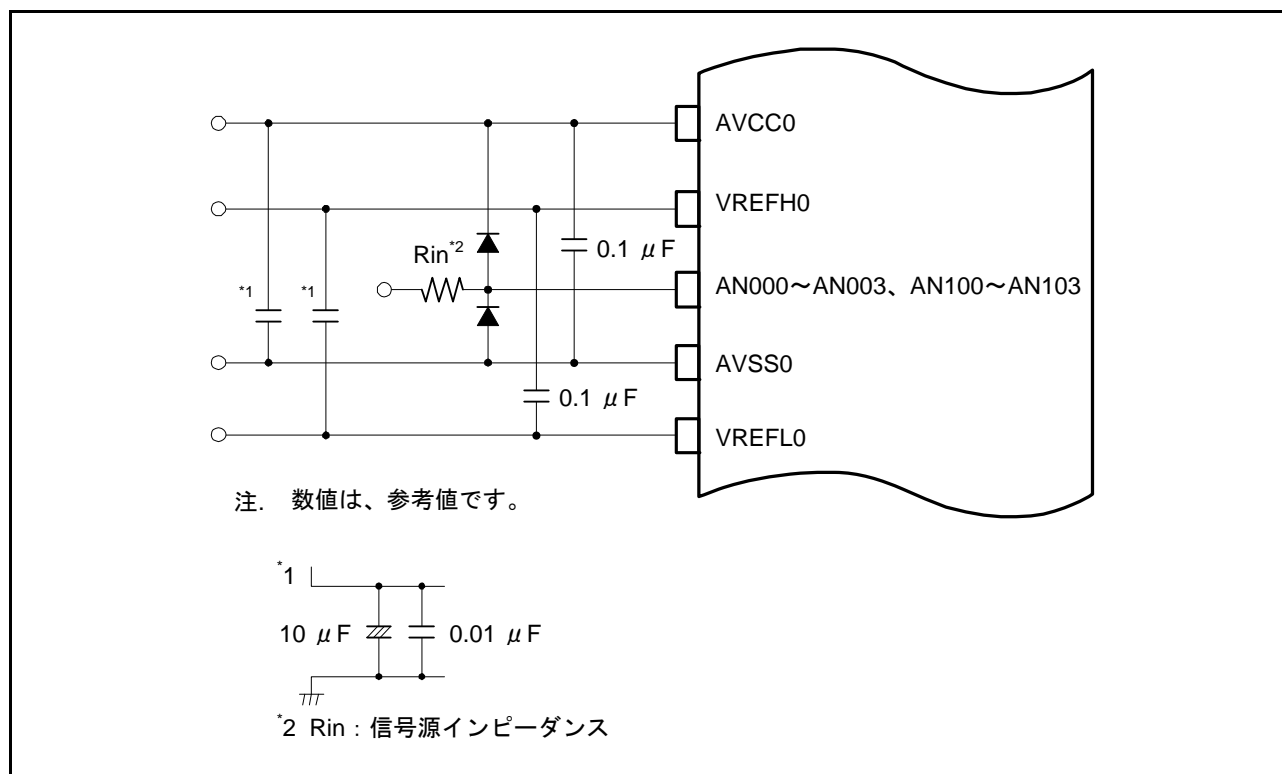 AVCC0
VREFH0
Rin*2
0.1 μF
*1
*1
AN000～AN003、AN100～AN103
AVSS0
0.1 μF
VREFL0
注. 数値は、参考値です。
*1
10 μF
0.01 μF
*2 Rin：信号源インピーダンス